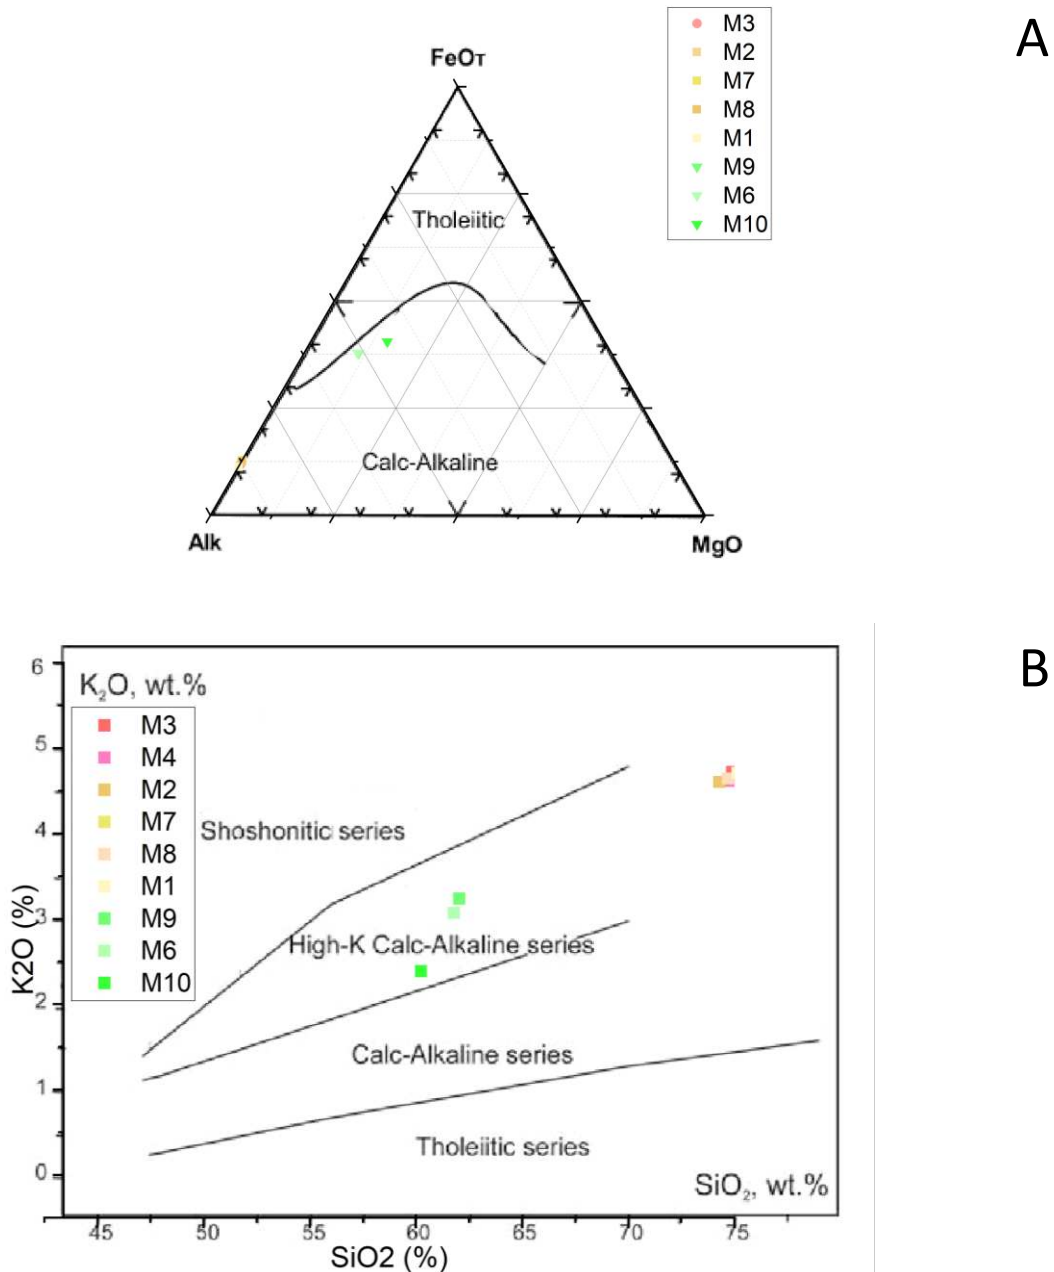 A
FeOT
M3
M2
M7
M8
M1
M9
M6
M10
Tholeiitic
Calc-Alkaline
Alk
MgO
B
K2O, wt.%
M3
M4
M2
M7
M8
M1
M9
M6
M10
Shoshonitic series
High-K Calc-Alkaline series
Calc-Alkaline series
Tholeiitic series
SiO2, wt.%
K2O (%)
6
5
4
3
2
1
0
45 50 55 60 65 70 75
SiO2 (%)